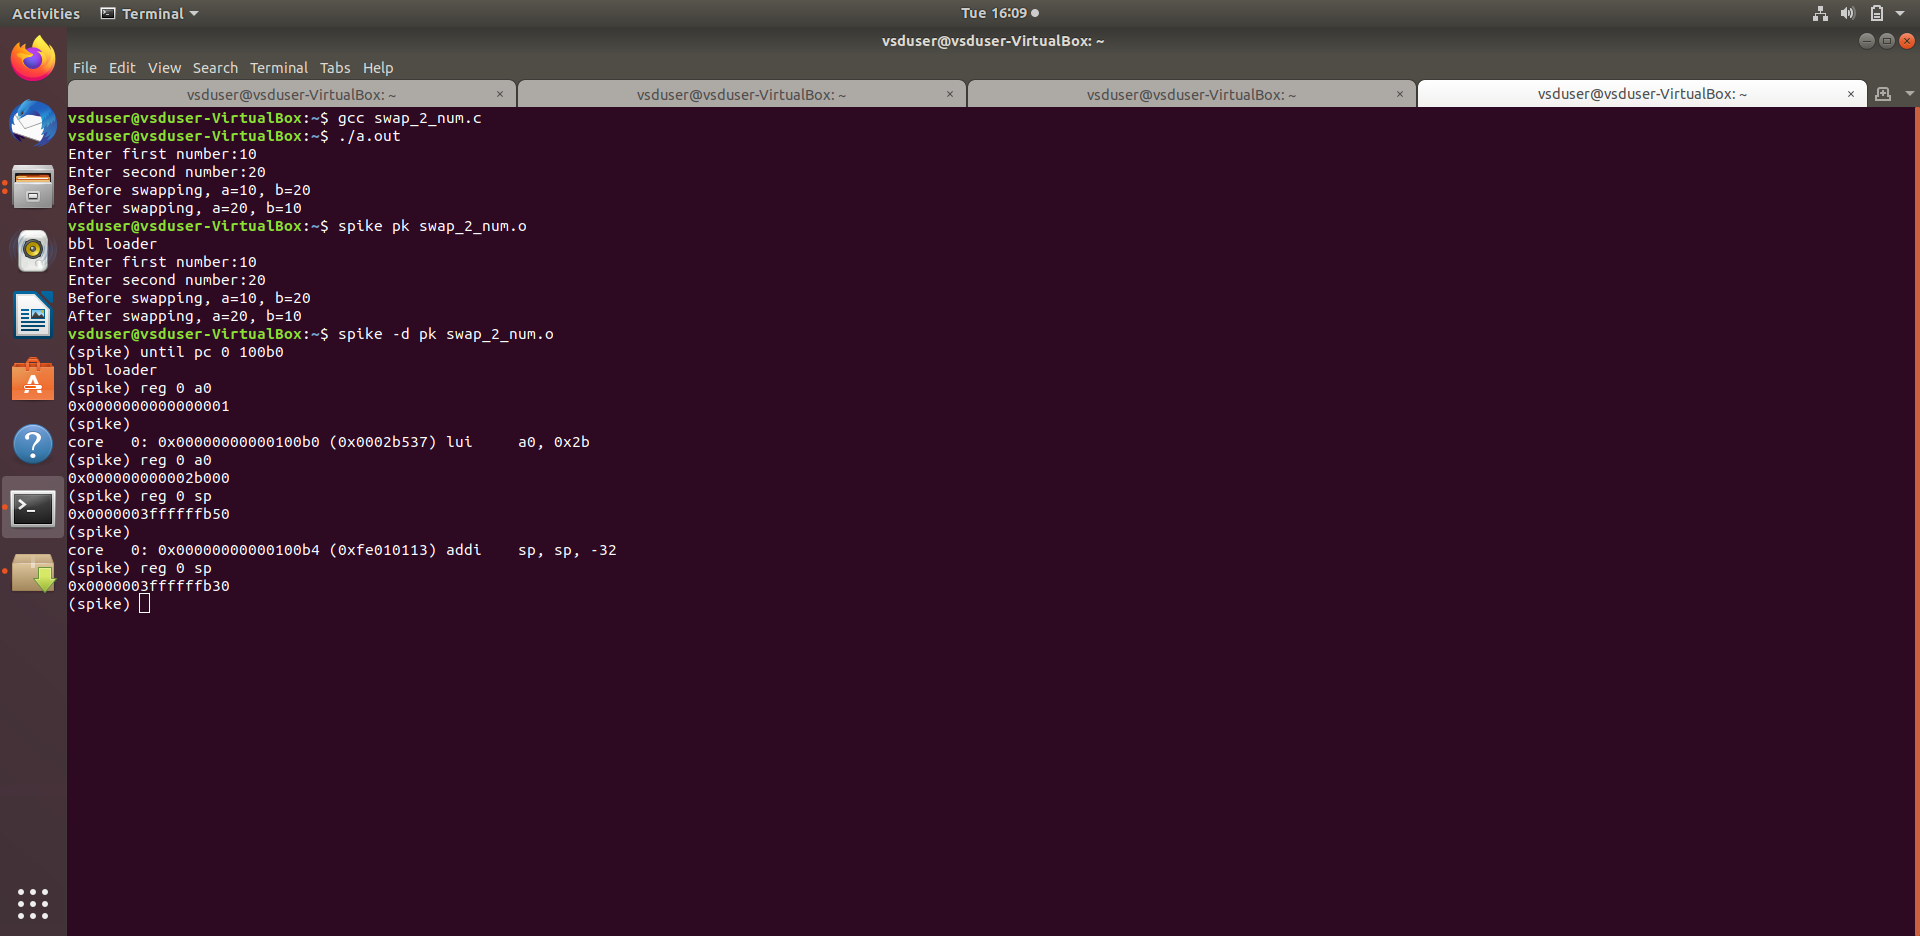 Activities Terminal Tue 16:09
vsduser@vsduser-VirtualBox: ~
File Edit View Search Terminal Tabs Help
vsduser@vsduser-VirtualBox: ~ × vsduser@vsduser-VirtualBox: ~ × vsduser@vsduser-VirtualBox: ~ × vsduser@vsduser-VirtualBox: ~ ×
vsduser@vsduser-VirtualBox:~$ gcc swap_2_num.c
vsduser@vsduser-VirtualBox:~$ ./a.out
Enter first number:10
Enter second number:20
Before swapping, a=10, b=20
After swapping, a=20, b=10
vsduser@vsduser-VirtualBox:~$ spike pk swap_2_num.o
bbl loader
Enter first number:10
Enter second number:20
Before swapping, a=10, b=20
After swapping, a=20, b=10
vsduser@vsduser-VirtualBox:~$ spike -d pk swap_2_num.o
(spike) until pc 0 100b0
bbl loader
(spike) reg 0 a0
0x0000000000000001
(spike)
core   0: 0x00000000000100b0 (0x0002b537) lui     a0, 0x2b
(spike) reg 0 a0
0x000000000002b000
(spike) reg 0 sp
0x0000003ffffffb50
(spike)
core   0: 0x00000000000100b4 (0xfe010113) addi    sp, sp, -32
(spike) reg 0 sp
0x0000003ffffffb30
(spike)